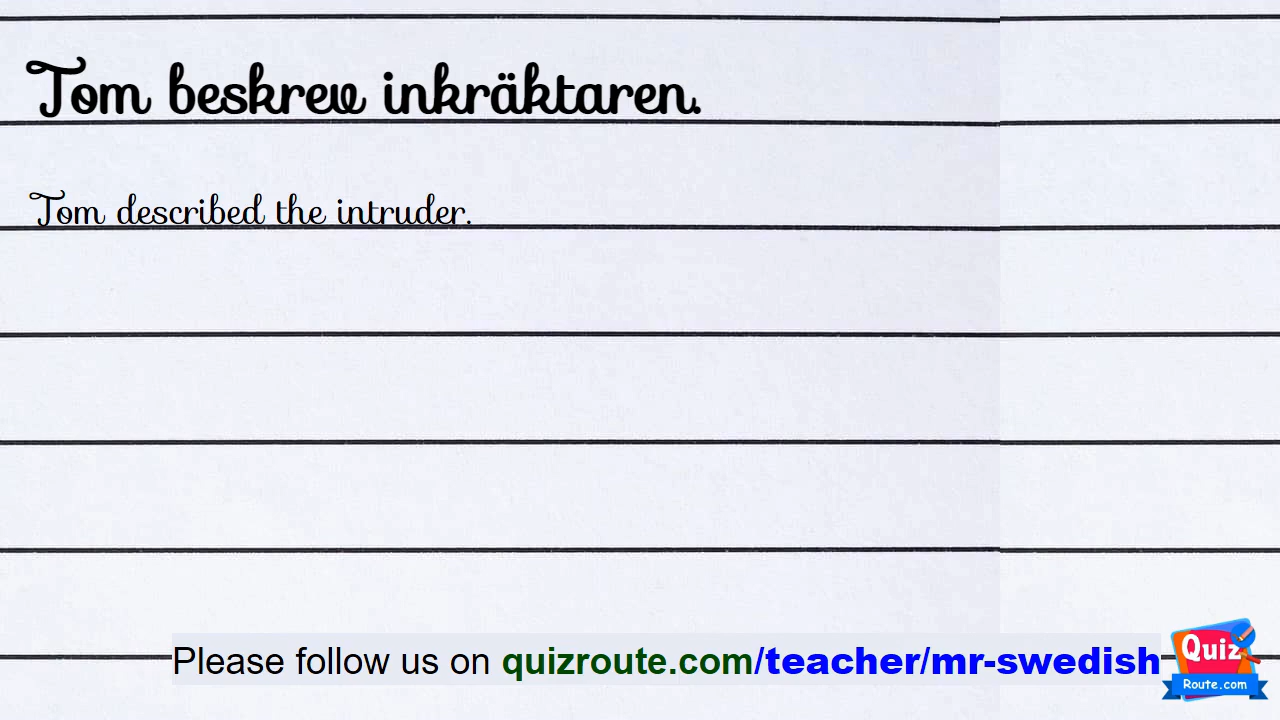 Tom beskrev inkräktaren.
Tom described the intruder.
Please follow us on quizroute.com/teacher/mr-swedish
Quiz
Route.com